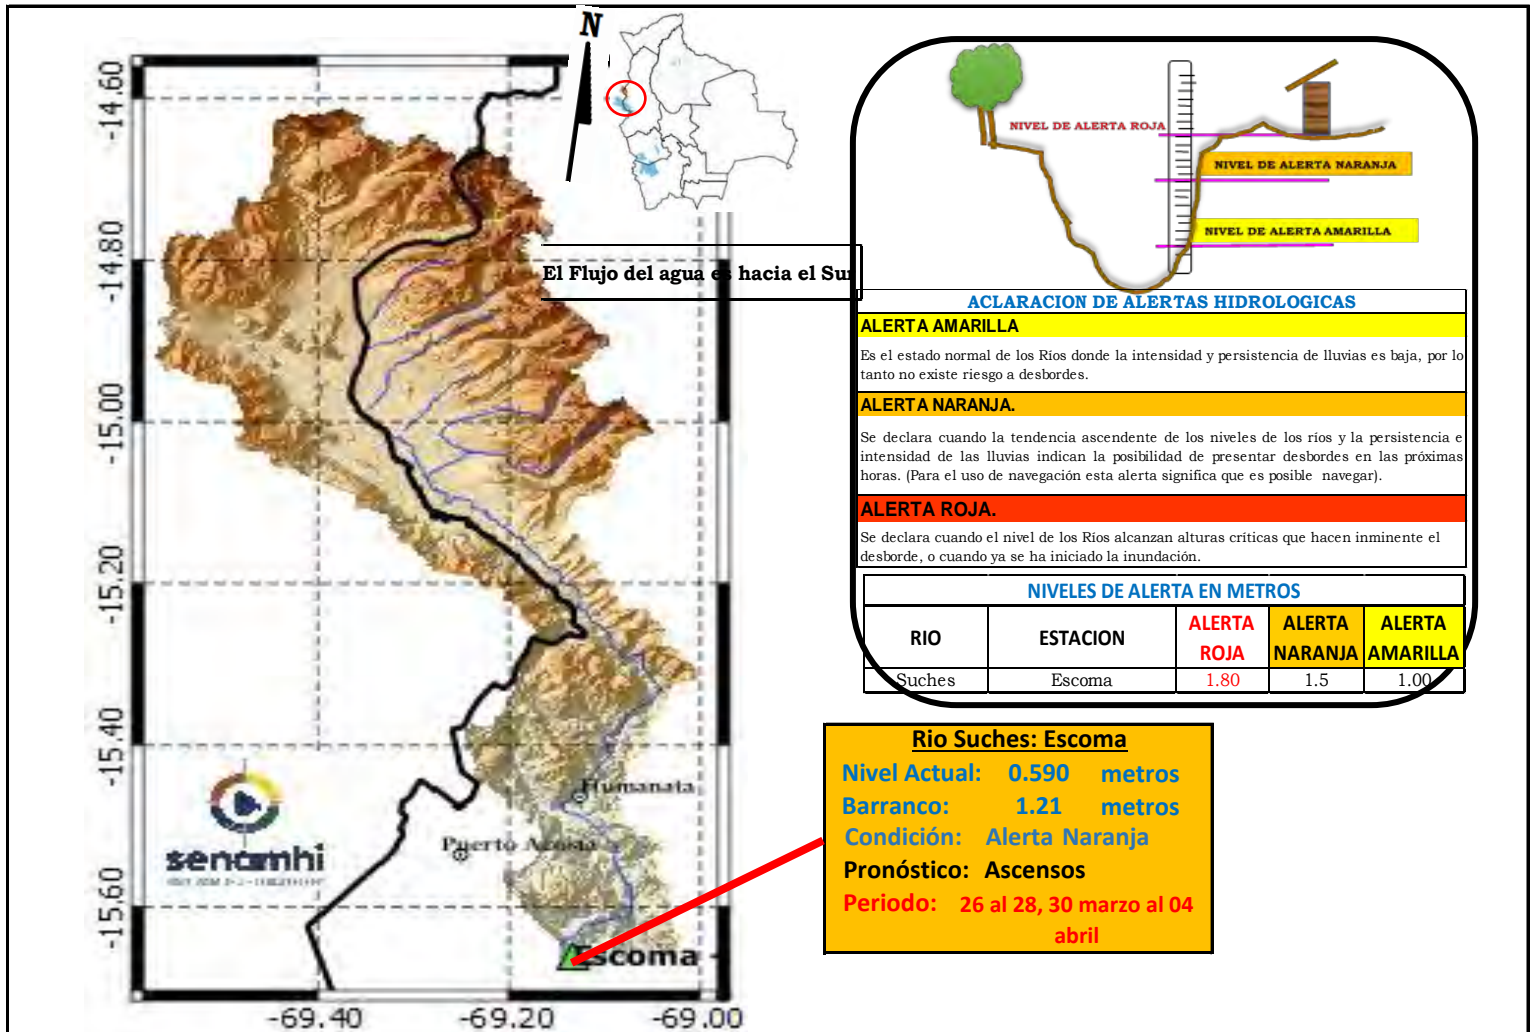 N
-14.60
-14.80
-15.00
-15.20
-15.40
-15.60
-69.40
-69.20
-69.00
El Flujo del agua es hacia el Sur
Humanata
Puerto Acosta
Escoma
senamhi
NIVEL DE ALERTA ROJA
NIVEL DE ALERTA NARANJA
NIVEL DE ALERTA AMARILLA
ACLARACION DE ALERTAS HIDROLOGICAS
ALERTA AMARILLA
Es el estado normal de los Ríos donde la intensidad y persistencia de lluvias es baja, por lo
tanto no existe riesgo a desbordes.
ALERTA NARANJA.
Se declara cuando la tendencia ascendente de los niveles de los ríos y la persistencia e
intensidad de las lluvias indican la posibilidad de presentar desbordes en las próximas
horas. (Para el uso de navegación esta alerta significa que es posible navegar).
ALERTA ROJA.
Se declara cuando el nivel de los Ríos alcanzan alturas críticas que hacen inminente el
desborde, o cuando ya se ha iniciado la inundación.
NIVELES DE ALERTA EN METROS
RIO ESTACION ALERTA ROJA ALERTA NARANJA ALERTA AMARILLA
Suches Escoma 1.80 1.5 1.00
Rio Suches: Escoma
Nivel Actual: 0.590 metros
Barranco: 1.21 metros
Condición: Alerta Naranja
Pronóstico: Ascensos
Periodo: 26 al 28, 30 marzo al 04
abril